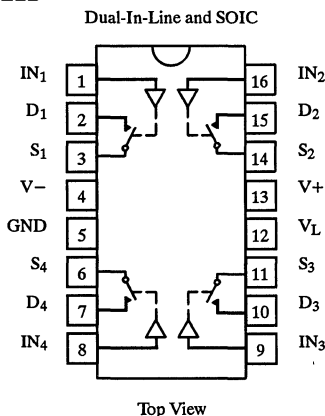 Dual-In-Line and SOIC
IN1 1 16 IN2
D1 2 15 D2
S1 3 14 S2
V− 4 13 V+
GND 5 12 VL
S4 6 11 S3
D4 7 10 D3
IN4 8 9 IN3
Top View